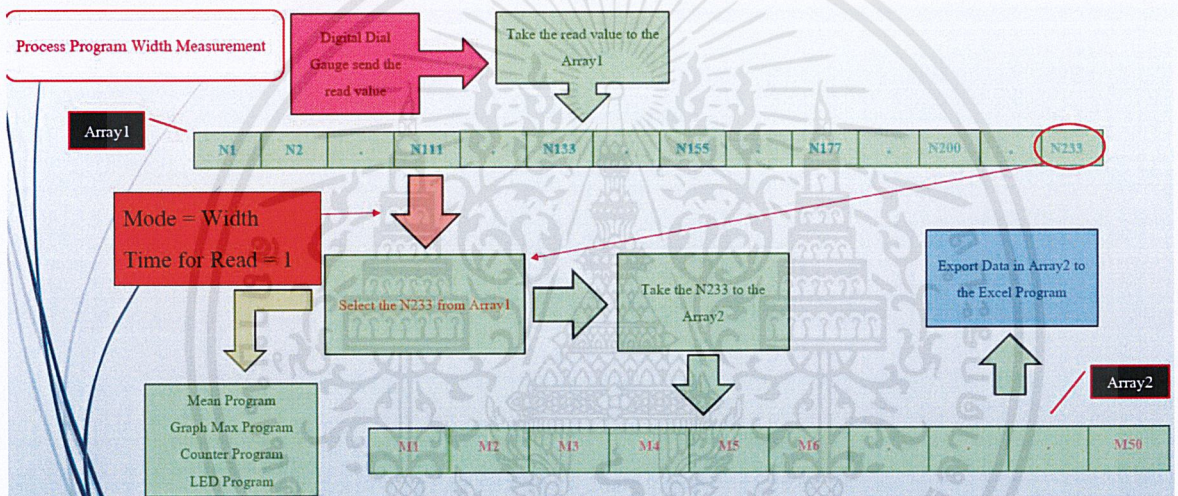 Process Program Width Measurement
Digital Dial
Gauge send the
read value
Take the read value to the
Array1
Array1
N1 N2 . N111 . N133 . N155 . N177 . N200 . N233
Mode = Width
Time for Read = 1
Select the N233 from Array1
Take the N233 to the
Array2
Export Data in Array2 to
the Excel Program
Mean Program
Graph Max Program
Counter Program
LED Program
Array2
M1 M2 M3 M4 M5 M6 . . . M50